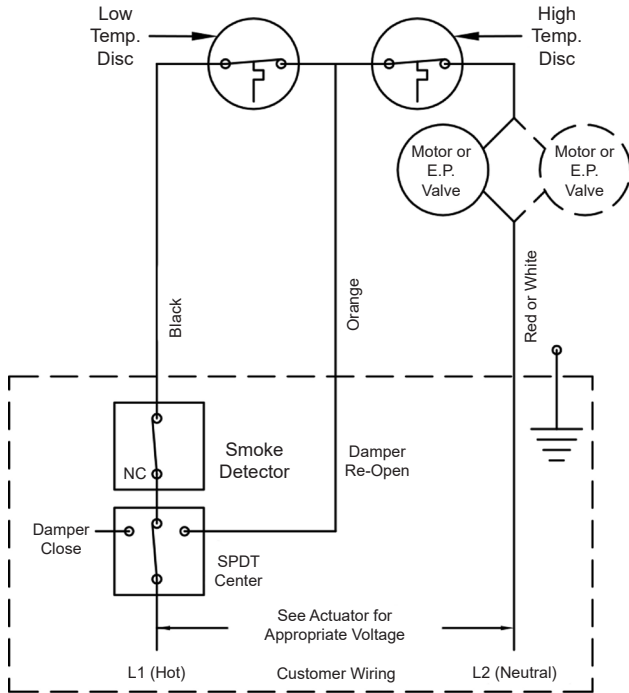 Low
Temp.
Disc
High
Temp.
Disc
Motor or
E.P.
Valve
Motor or
E.P.
Valve
Black
Orange
Red or White
NC
Smoke
Detector
Damper
Re-Open
Damper
Close
SPDT
Center
See Actuator for
Appropriate Voltage
L1 (Hot)
Customer Wiring
L2 (Neutral)